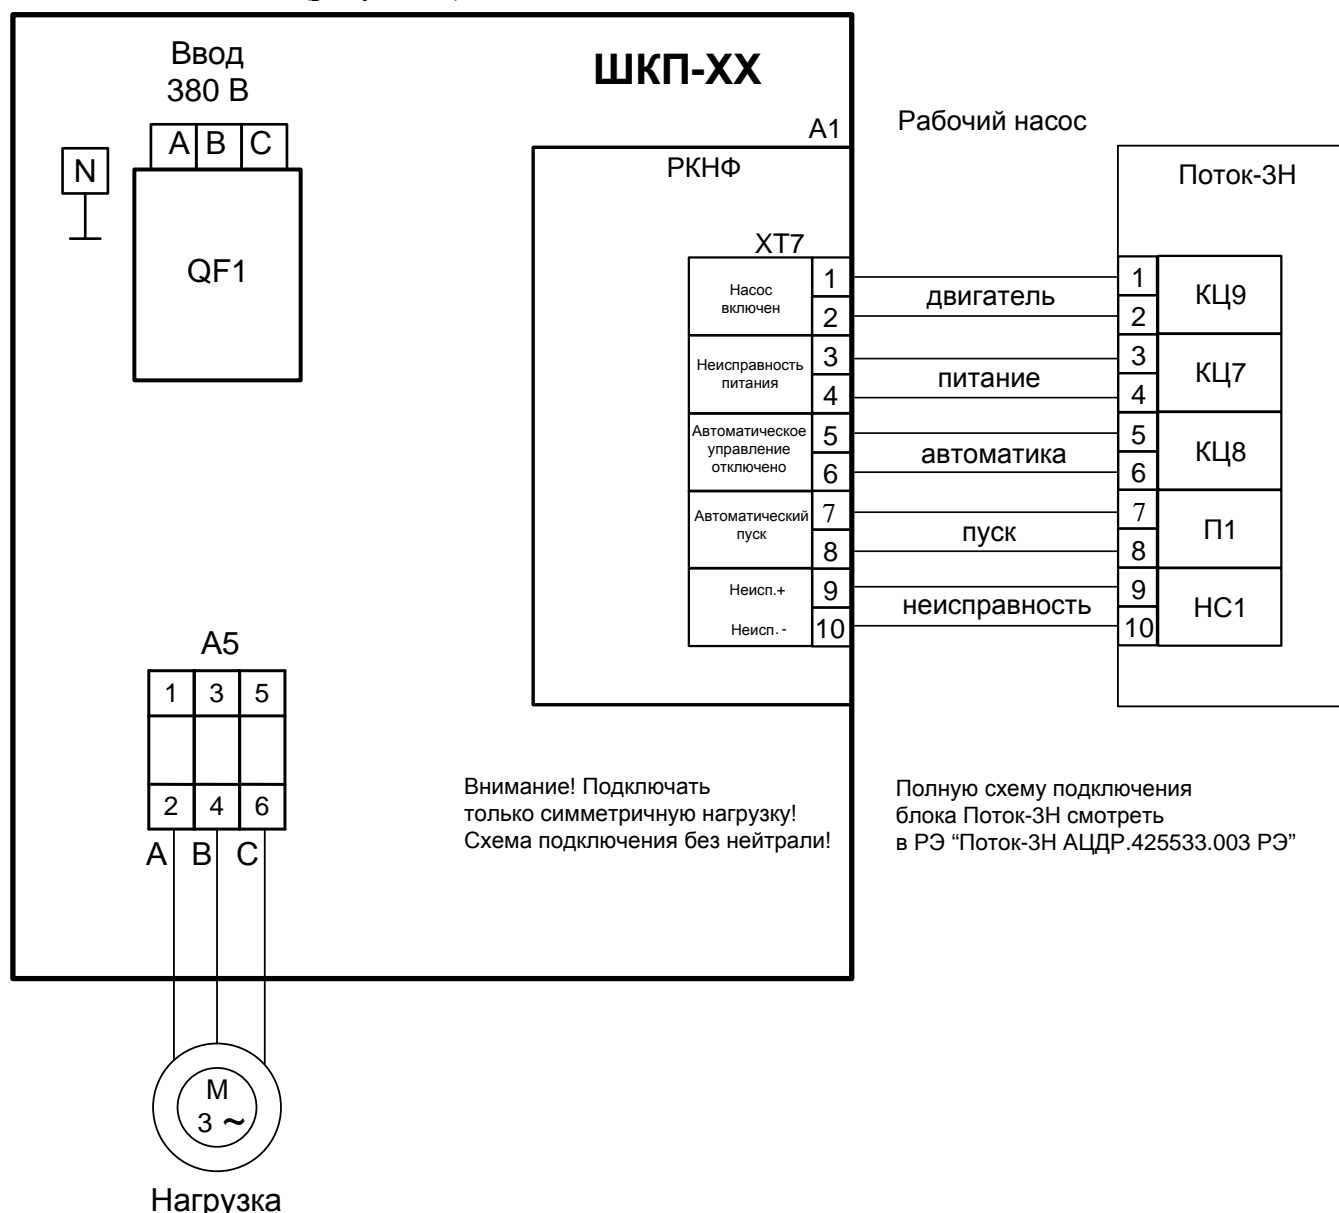 Ввод
380 В
ШКП-ХХ
А В С
N
QF1
А1
Рабочий насос
РКНФ
Поток-3Н
ХТ7
Насос
включен
1
2
двигатель
1
2
КЦ9
Неисправность
питания
3
4
питание
3
4
КЦ7
Автоматическое
управление
отключено
5
6
автоматика
5
6
КЦ8
Автоматический
пуск
7
8
пуск
7
8
П1
Неисп.+
Неисп.-
9
10
неисправность
9
10
НС1
А5
1 3 5
2 4 6
А В С
Внимание! Подключать
только симметричную нагрузку!
Схема подключения без нейтрали!
Полную схему подключения
блока Поток-3Н смотреть
в РЭ “Поток-3Н АЦДР.425533.003 РЭ”
М
3 ~
Нагрузка